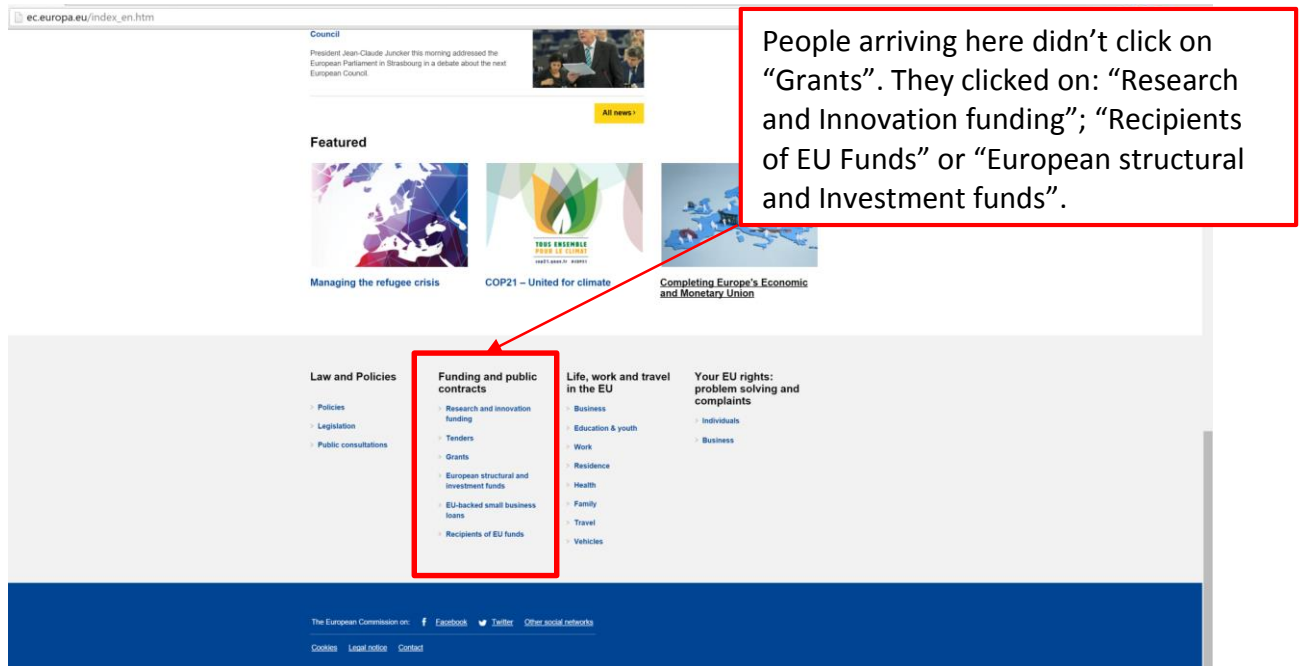 ec.europa.eu/index_en.htm
Council
President Jean-Claude Juncker this morning addressed the
European Parliament in Strasbourg in a debate about the next
European Council.
All news ›
People arriving here didn’t click on
“Grants”. They clicked on: “Research
and Innovation funding”; “Recipients
of EU Funds” or “European structural
and Investment funds”.
Featured
TOUS ENSEMBLE
POUR LE CLIMAT
Managing the refugee crisis
COP21 – United for climate
Completing Europe's Economic
and Monetary Union
Law and Policies
Policies
Legislation
Public consultations
Funding and public
contracts
Research and innovation
funding
Tenders
Grants
European structural and
investment funds
EU-backed small business
loans
Recipients of EU funds
Life, work and travel
in the EU
Business
Education & youth
Work
Residence
Health
Family
Travel
Vehicles
Your EU rights:
problem solving and
complaints
Individuals
Business
The European Commission on: Facebook Twitter Other social networks
Cookies Legal notice Contact